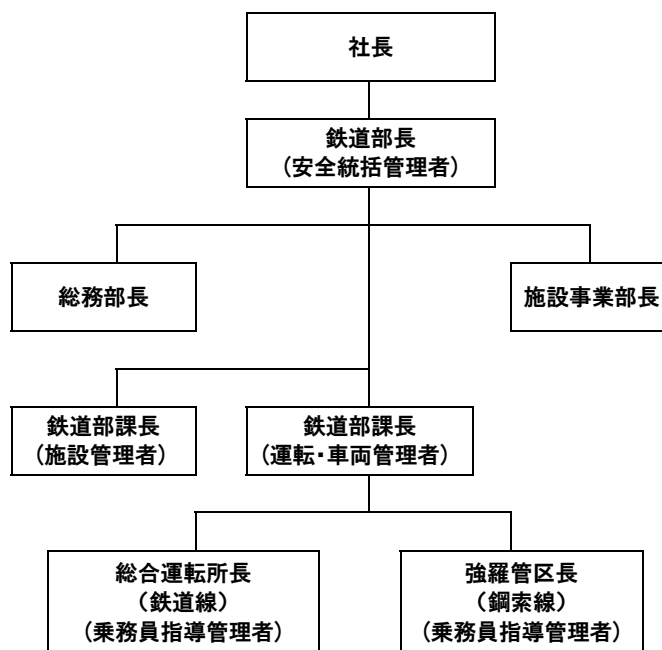 社長
鉄道部長
（安全統括管理者）
総務部長
施設事業部長
鉄道部課長
（施設管理者）
鉄道部課長
（運転・車両管理者）
総合運転所長
（鉄道線）
（乗務員指導管理者）
強羅管区長
（鋼索線）
（乗務員指導管理者）